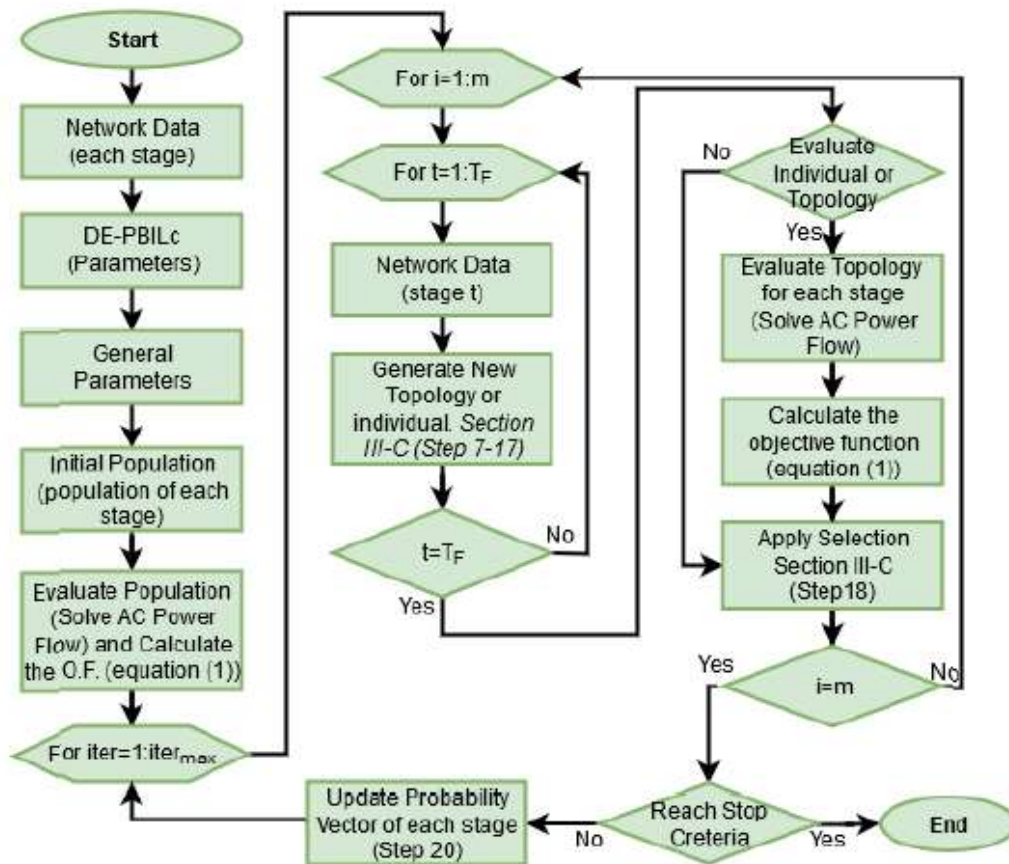 Start
Network Data
(each stage)
DE-PBILc
(Parameters)
General
Parameters
Initial Population
(population of each
stage)
Evaluate Population
(Solve AC Power
Flow) and Calculate
the O.F. (equation (1))
For iter=1:iter_max
For i=1:m
For t=1:T_F
Network Data
(stage t)
Generate New
Topology or
individual. Section
III-C (Step 7-17)
t=T_F
No
Yes
No
Evaluate
Individual or
Topology
Yes
Evaluate Topology
for each stage
(Solve AC Power
Flow)
Calculate the
objective function
(equation (1))
Apply Selection
Section III-C
(Step18)
Yes
i=m
No
Update Probability
Vector of each stage
(Step 20)
No
Reach Stop
Creteria
Yes
End